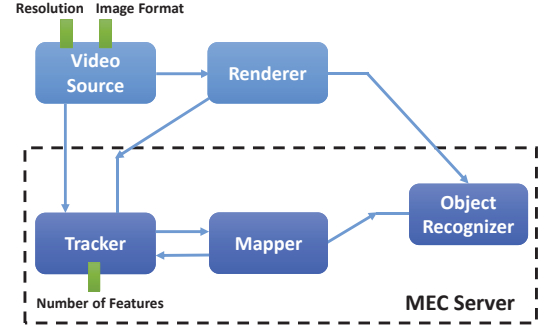 Resolution Image Format
Video
Source
Renderer
Tracker
Mapper
Object
Recognizer
Number of Features
MEC Server